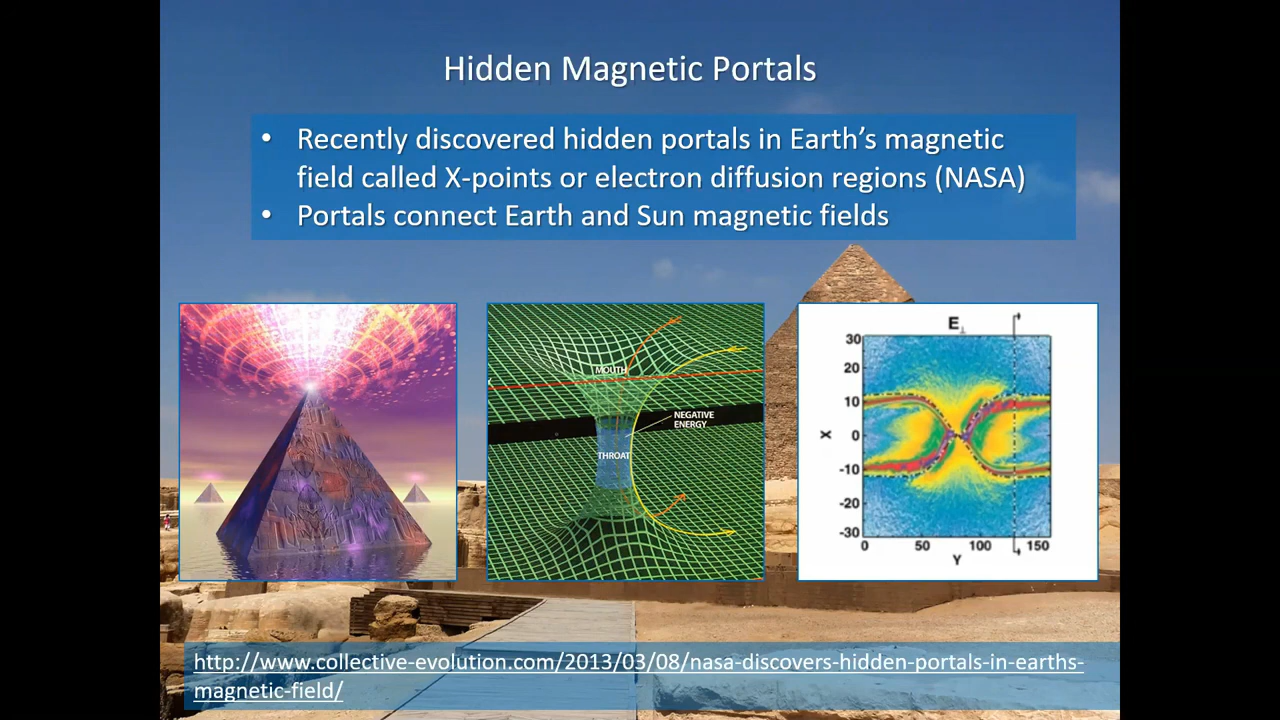 Hidden Magnetic Portals
• Recently discovered hidden portals in Earth’s magnetic
field called X-points or electron diffusion regions (NASA)
• Portals connect Earth and Sun magnetic fields
MOUTH
NEGATIVE
ENERGY
THROAT
E⊥
30
20
10
0
-10
-20
-30
X
0 50 100 150
Y
http://www.collective-evolution.com/2013/03/08/nasa-discovers-hidden-portals-in-earths-
magnetic-field/